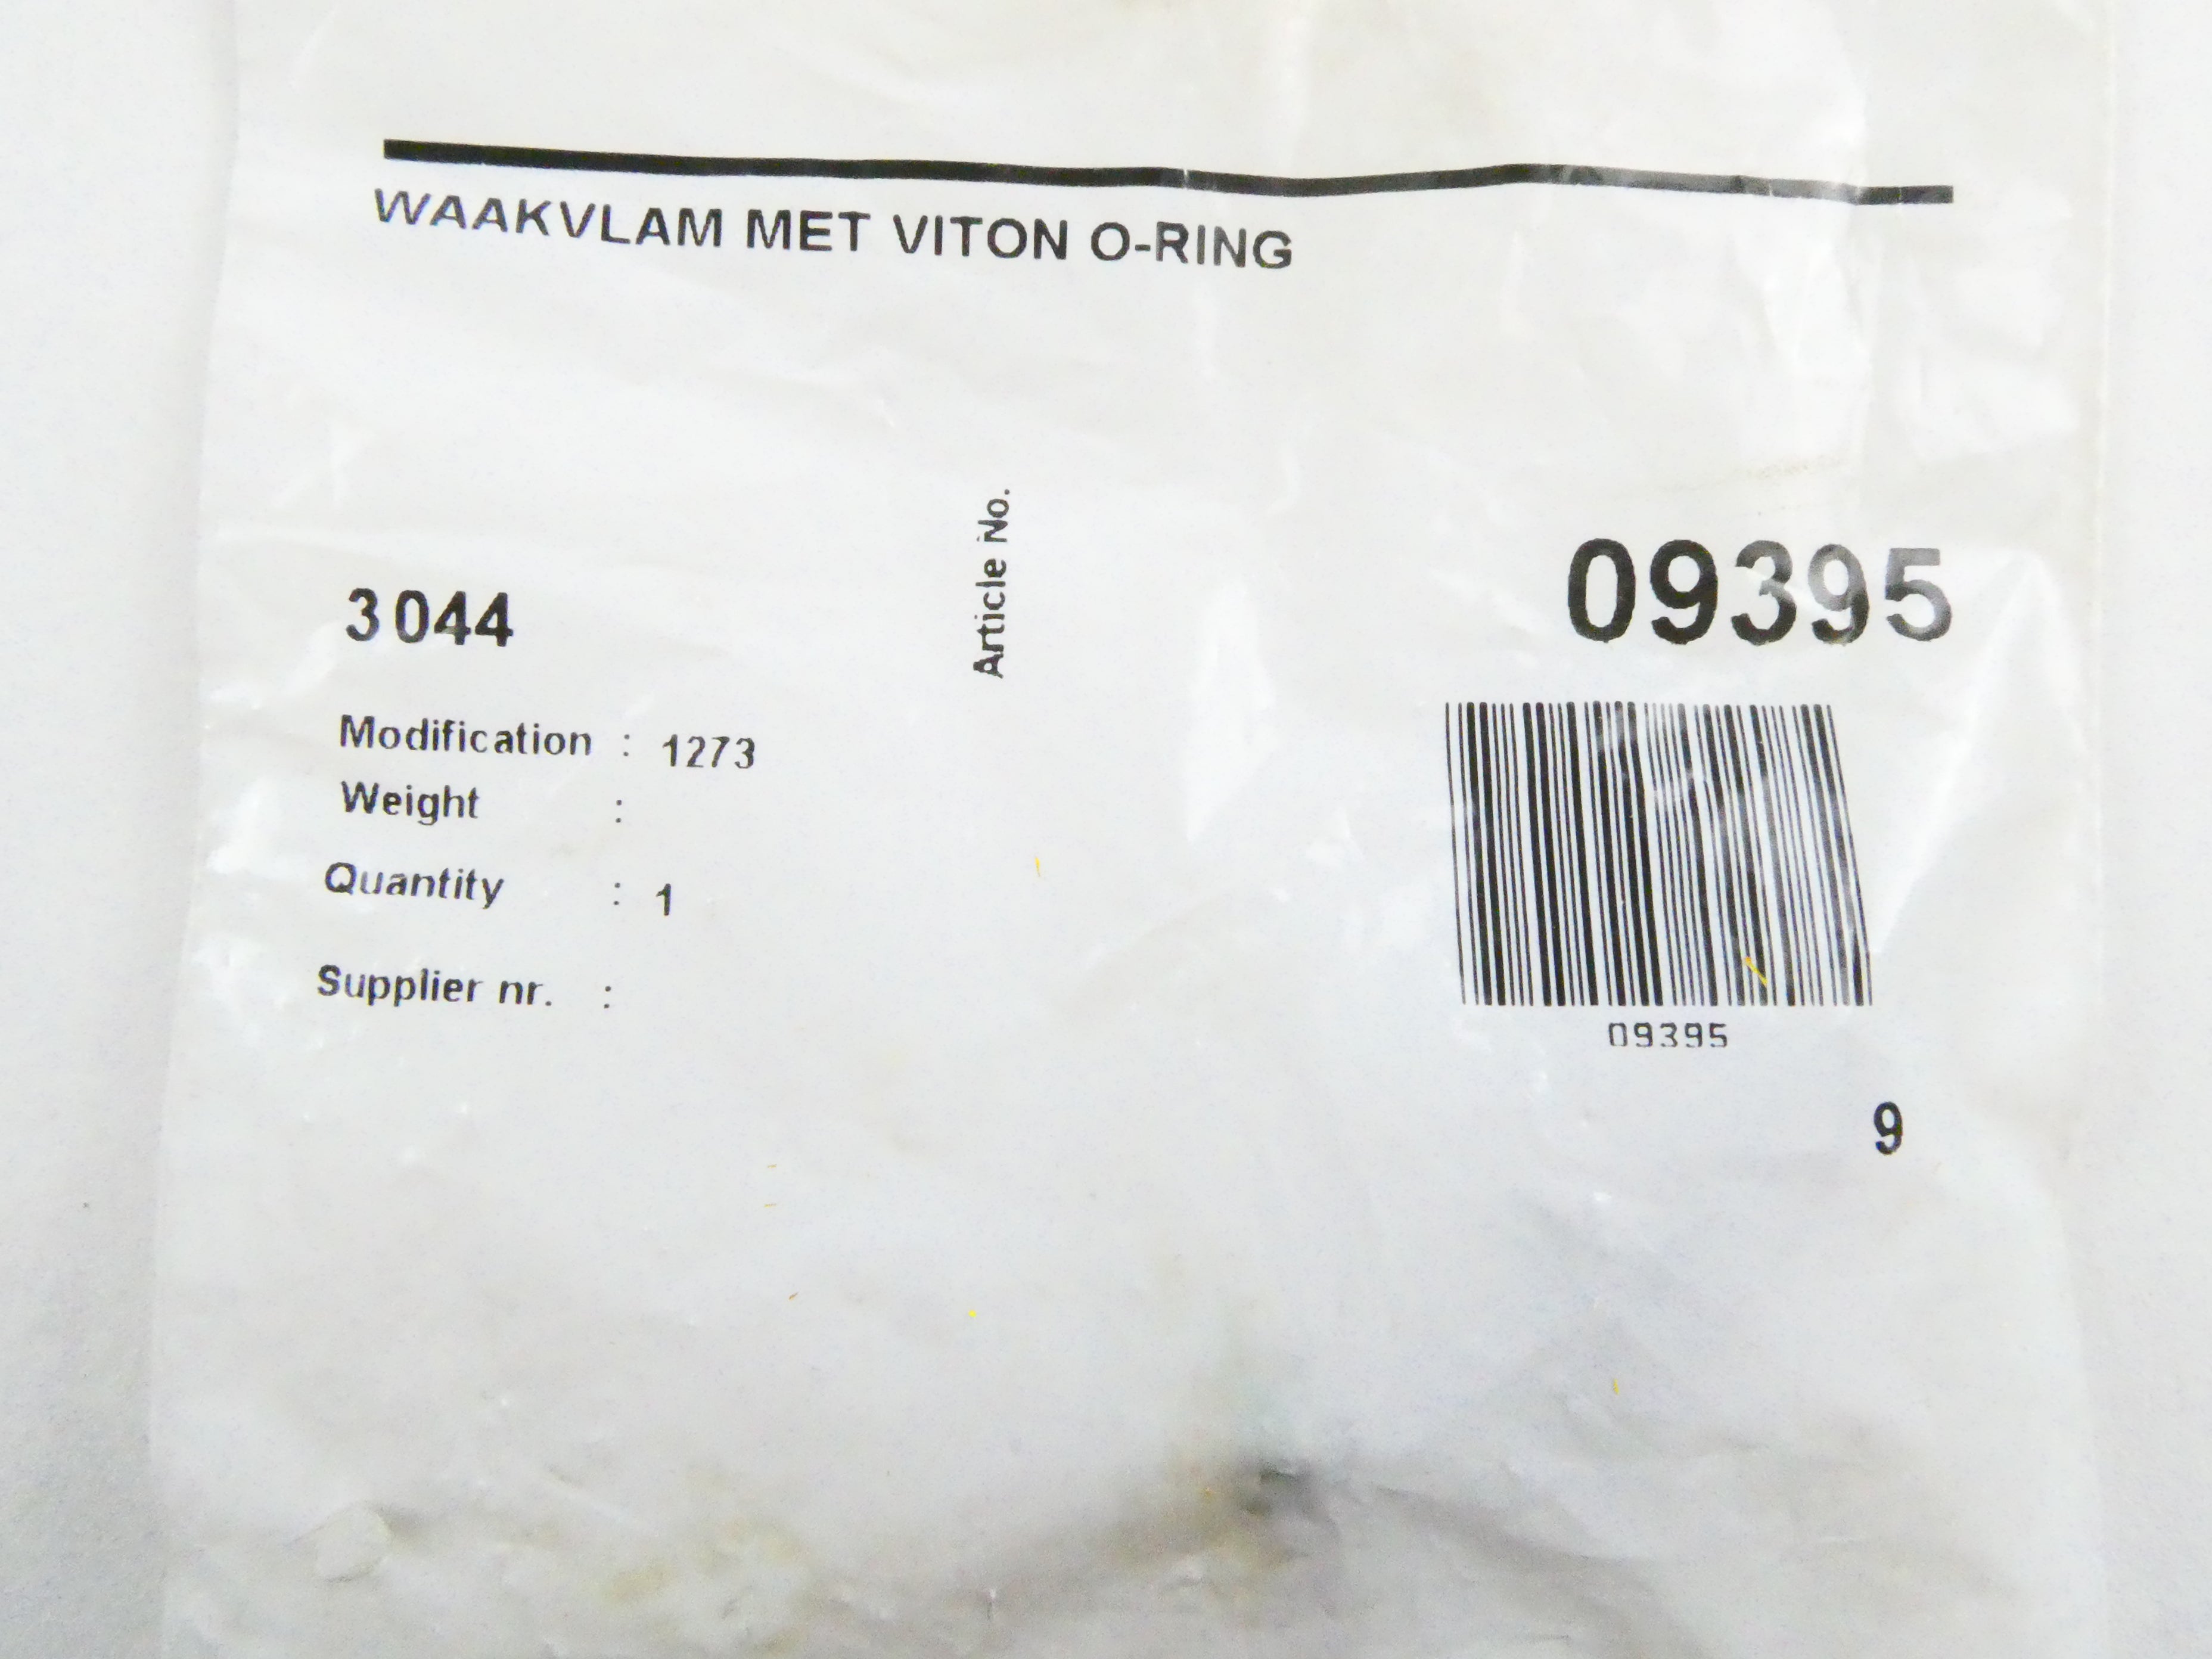 WAAKVLAM MET VITON O-RING
3044
Article No.
09395
Modification : 1273
Weight :
Quantity : 1
Supplier nr. :
09395
9